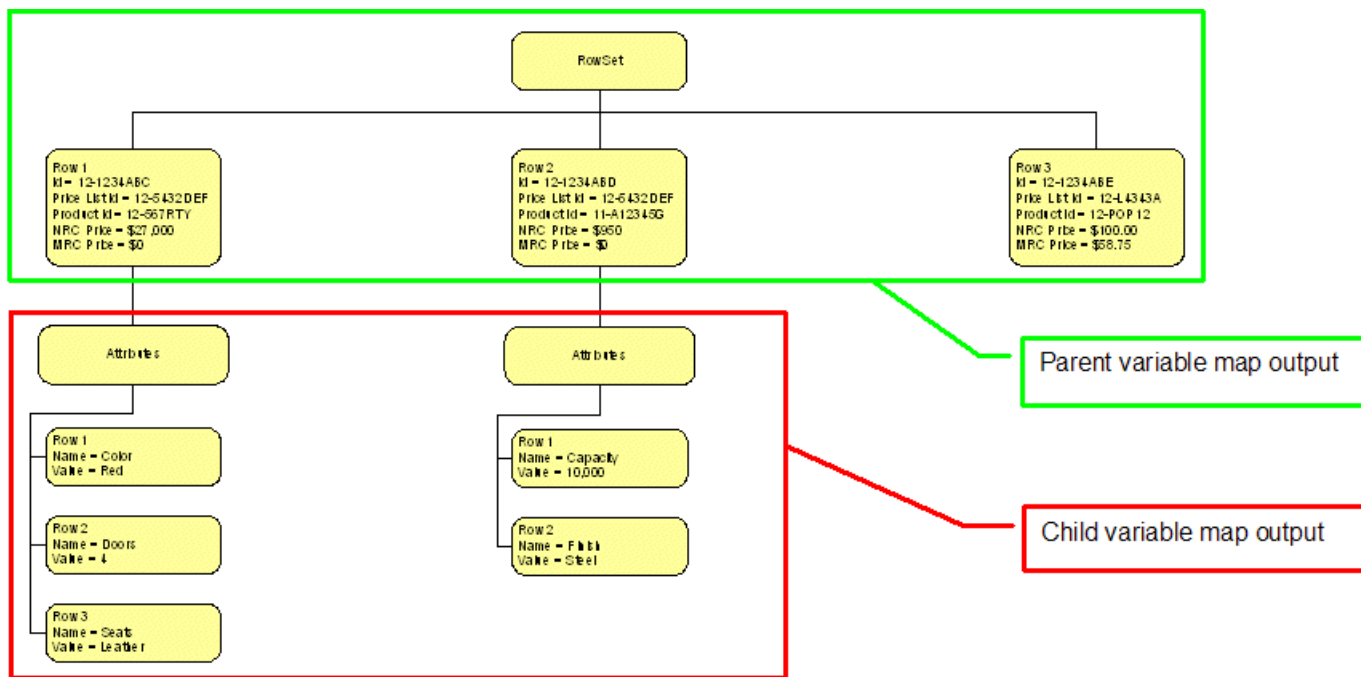 RowSet
Row 1
Id = 12-1234ABC
Price List Id = 12-5432DEF
Product Id = 12-567RTY
NRC Price = $27,000
MRC Price = $0
Row 2
Id = 12-1234ABD
Price List Id = 12-5432DEF
Product Id = 11-A12345G
NRC Price = $950
MRC Price = $0
Row 3
Id = 12-1234ABE
Price List Id = 12-L4343A
Product Id = 12-POP12
NRC Price = $100.00
MRC Price = $58.75
Attributes
Row 1
Name = Color
Value = Red
Row 2
Name = Doors
Value = 4
Row 3
Name = Seats
Value = Leather
Attributes
Row 1
Name = Capacity
Value = 10,000
Row 2
Name = Finish
Value = Steel
Parent variable map output
Child variable map output